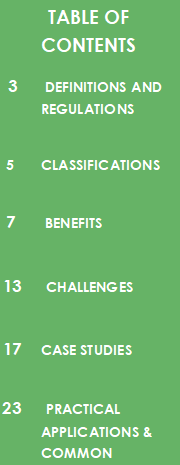 TABLE OF
CONTENTS
3 DEFINITIONS AND
REGULATIONS
5 CLASSIFICATIONS
7 BENEFITS
13 CHALLENGES
17 CASE STUDIES
23 PRACTICAL
APPLICATIONS &
COMMON